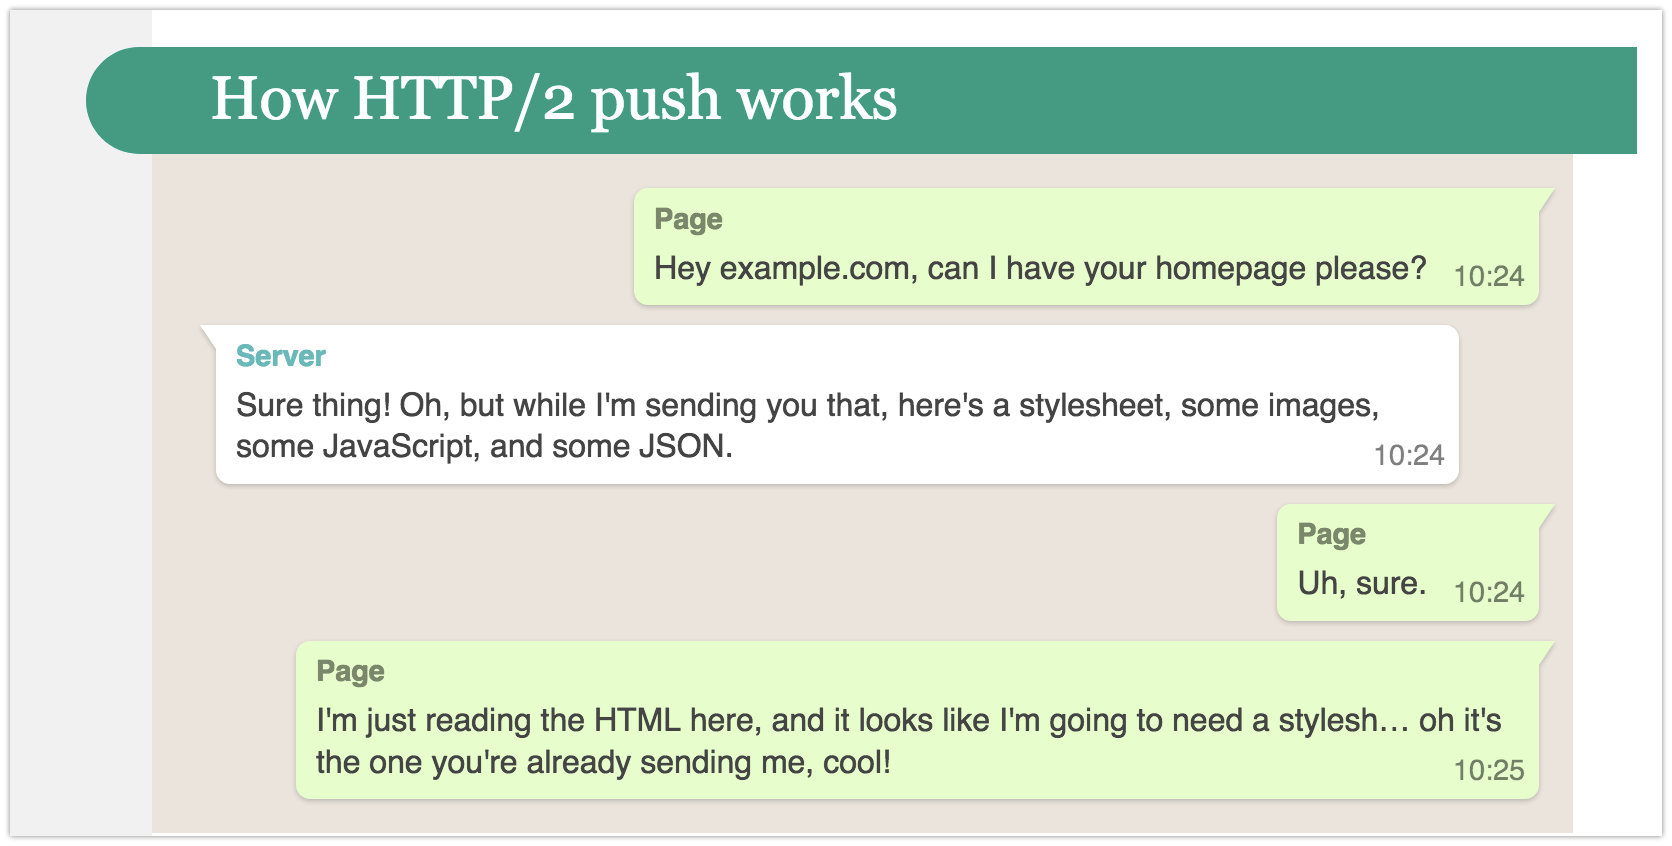 How HTTP/2 push works
Page
Hey example.com, can I have your homepage please? 10:24
Server
Sure thing! Oh, but while I'm sending you that, here's a stylesheet, some images,
some JavaScript, and some JSON.
10:24
Page
Uh, sure. 10:24
Page
I'm just reading the HTML here, and it looks like I'm going to need a stylesh… oh it's
the one you're already sending me, cool!
10:25